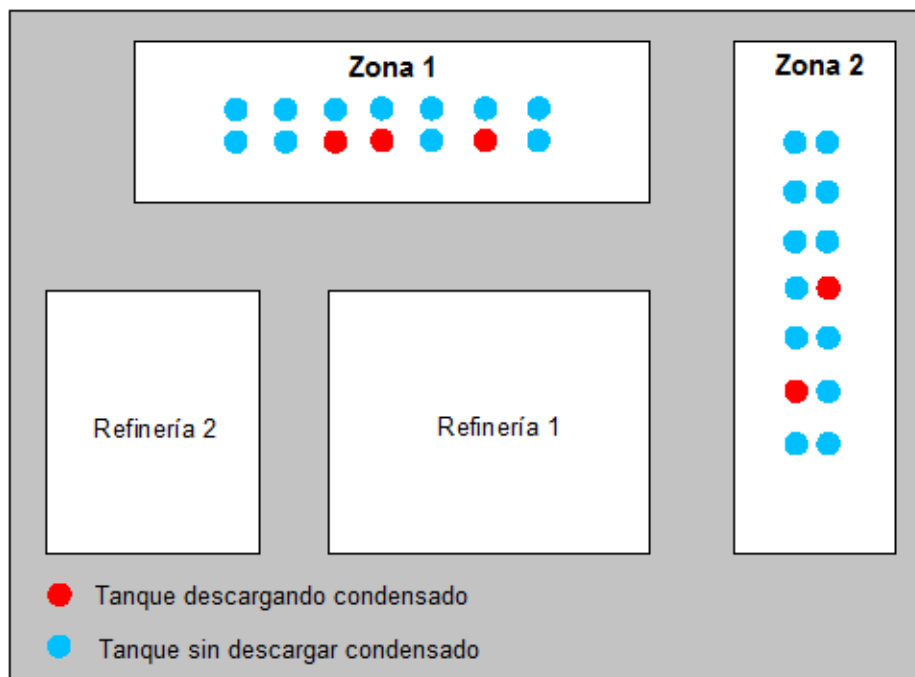 Zona 1
Zona 2
Refinería 2
Refinería 1
Tanque descargando condensado
Tanque sin descargar condensado